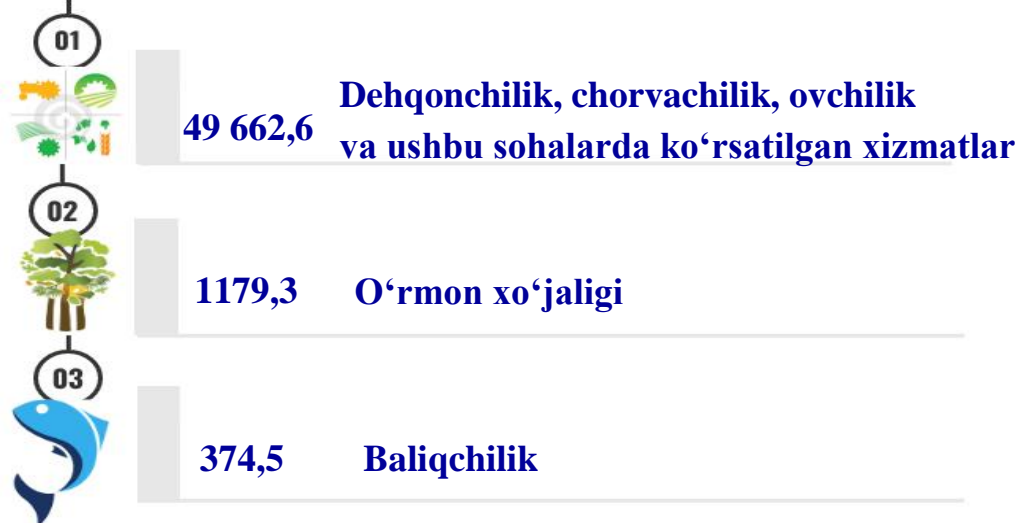 01
49 662,6
Dehqonchilik, chorvachilik, ovchilik
va ushbu sohalarda ko‘rsatilgan xizmatlar
02
1179,3
O‘rmon xo‘jaligi
03
374,5
Baliqchilik